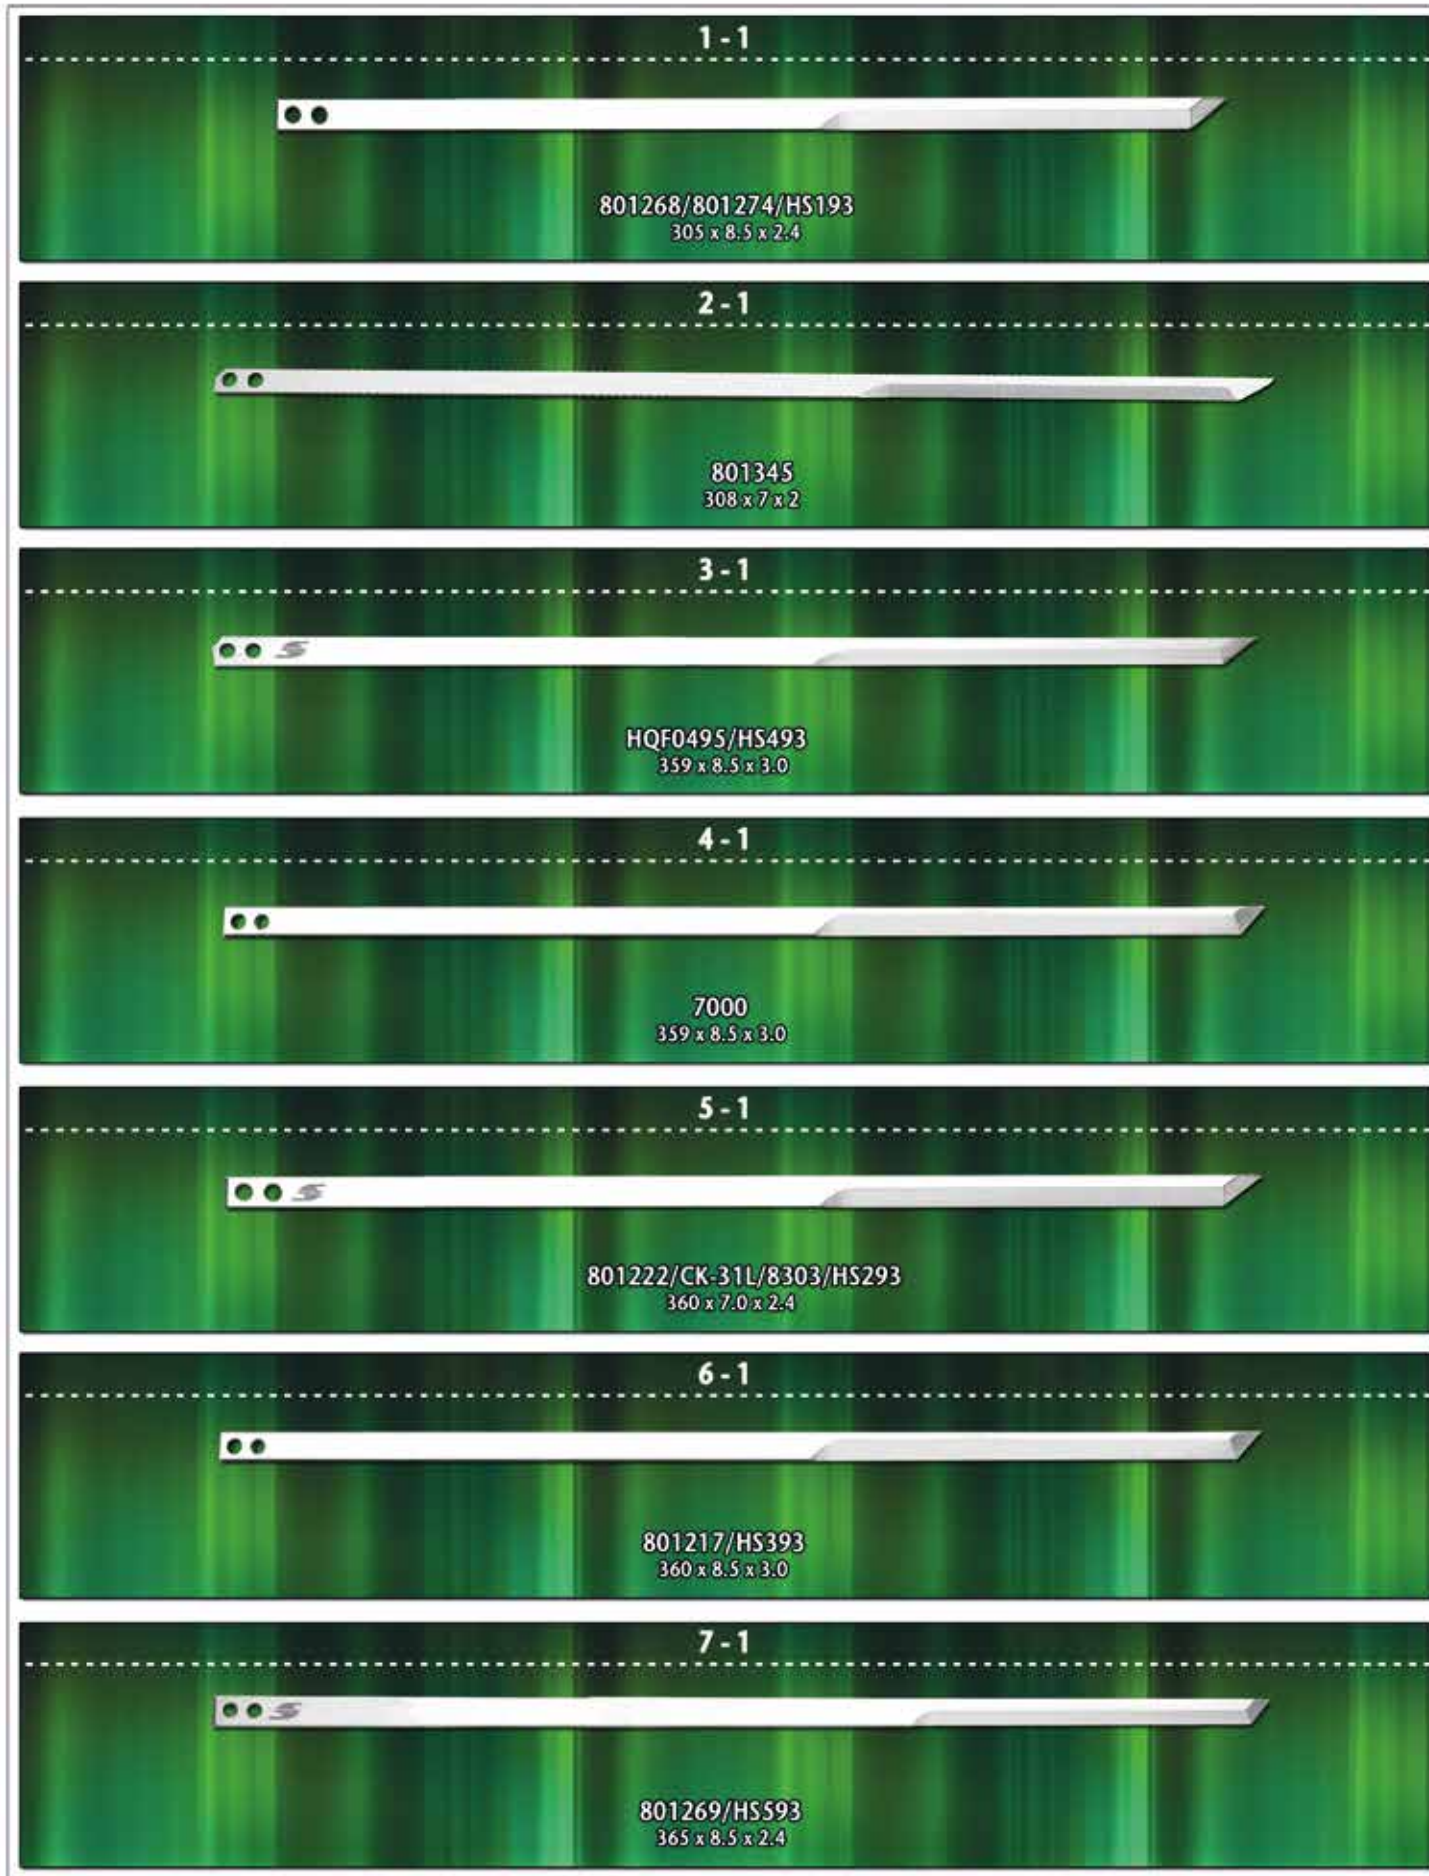 1 - 1
801268/801274/HS193
305 x 8.5 x 2.4
2 - 1
801345
308 x 7 x 2
3 - 1
HQF0495/HS493
359 x 8.5 x 3.0
4 - 1
7000
359 x 8.5 x 3.0
5 - 1
801222/CK-31L/8303/HS293
360 x 7.0 x 2.4
6 - 1
801217/HS393
360 x 8.5 x 3.0
7 - 1
801269/HS593
365 x 8.5 x 2.4